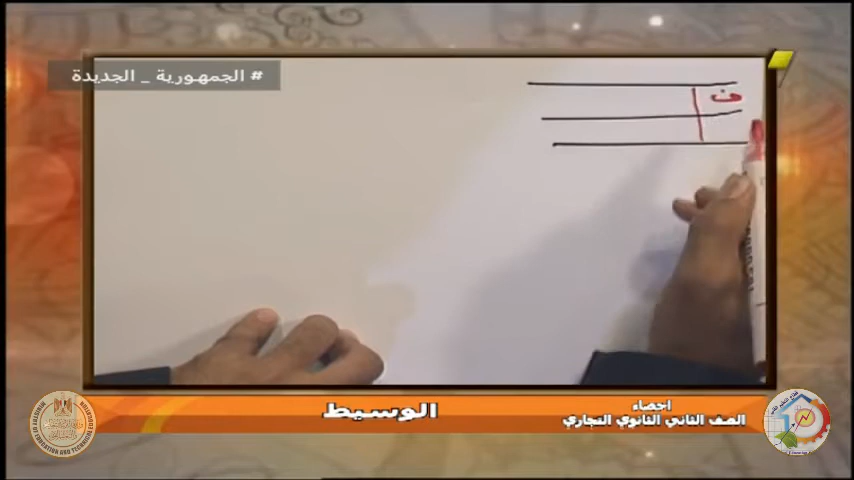 # الجمهورية _ الجديدة
ف
احصاء
الصف الثاني الثانوي التجاري
الوسيط